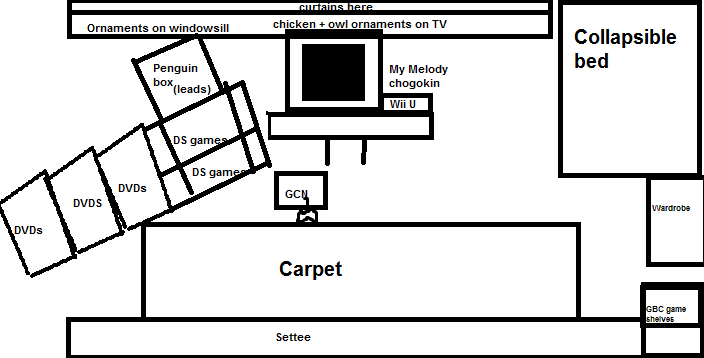 curtains here
Ornaments on windowsill
chicken + owl ornaments on TV
Collapsible
bed
Penguin
box
(leads)
My Melody
chogokin
Wii U
DS games
DS games
DVDs
DVDS
DVDs
GCN
Wardrobe
Carpet
GBC game
shelves
Settee